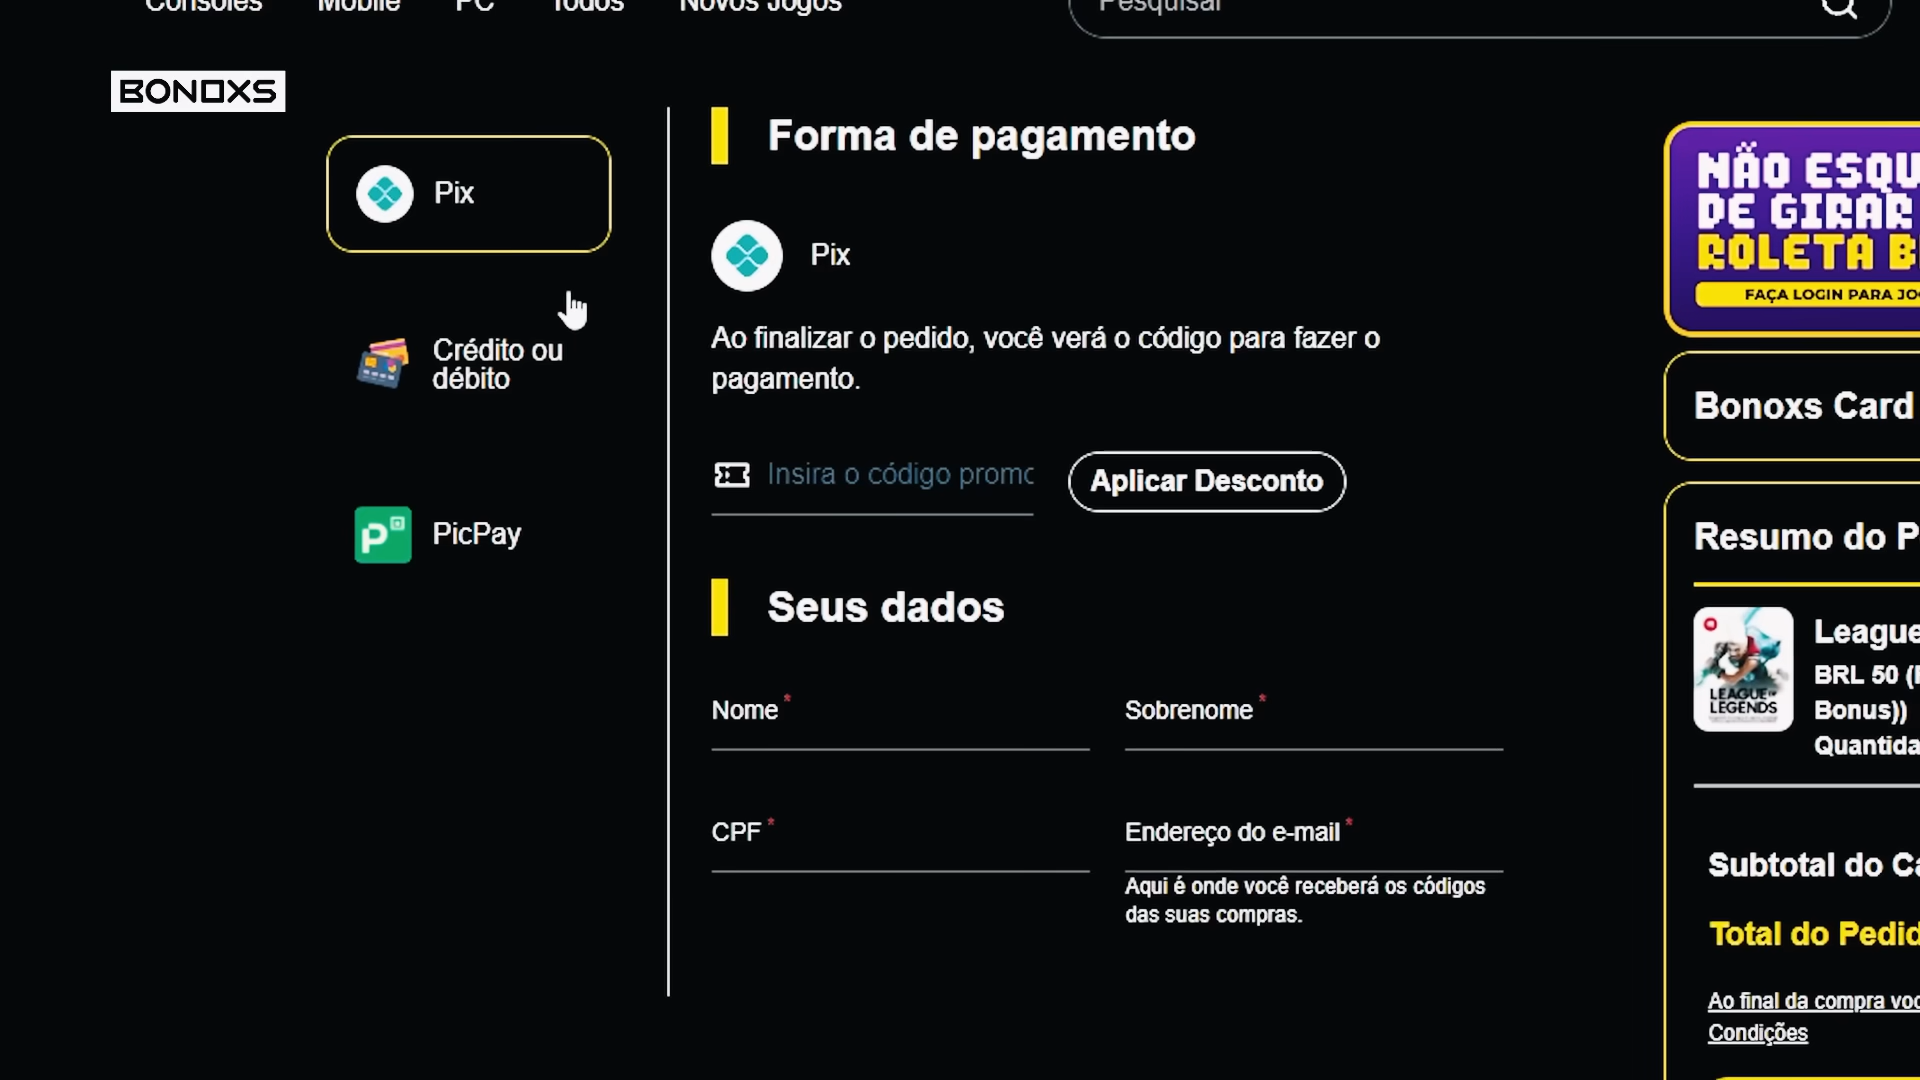 Consoles Mobile PC Todos Novos Jogos
Pesquisar
BONOXS
Pix
Crédito ou
débito
PicPay
Forma de pagamento
Pix
Ao finalizar o pedido, você verá o código para fazer o
pagamento.
Insira o código promo
Aplicar Desconto
Seus dados
Nome *
Sobrenome *
CPF *
Endereço do e-mail *
Aqui é onde você receberá os códigos
das suas compras.
NÃO ESQU
DE GIRAR
ROLETA B
FAÇA LOGIN PARA JO
Bonoxs Card
Resumo do P
LEAGUE OF
LEGENDS
League
BRL 50 (
Bonus))
Quantida
Subtotal do Ca
Total do Pedid
Ao final da compra voc
Condições